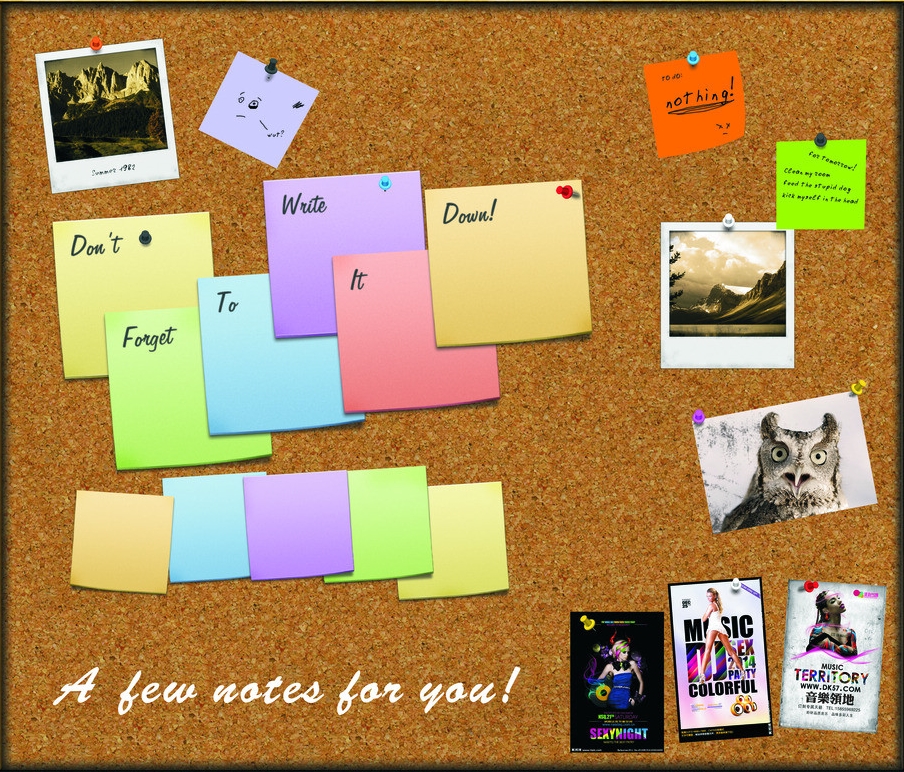 Summer 1982
wut?
TO DO:
nothing!
x.x
For Tomorrow!
Clean my room
feed the stupid dog
kick myself in the head
Don't
Forget
To
Write
It
Down!
A few notes for you!
SEXYNIGHT
MUSIC
SEX
2014
PARTY
COLORFUL
MUSIC
TERRITORY
WWW.DK57.COM
音樂領地